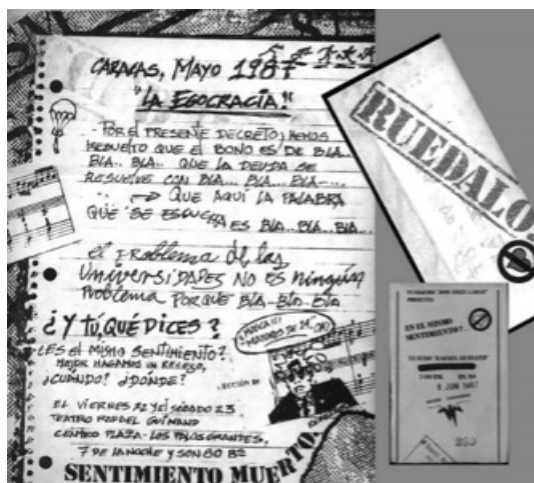 CARACAS, MAYO 1987
"LA EGOCRACIA"
- POR EL PRESENTE DECRETO, HEMOS
RESUELTO QUE EL BONO ES DE BLA..
BLA.. BLA.. QUE LA DEUDA SE
RESUELVE CON BLA... BLA... BLA....
QUE AQUÍ LA PALABRA
QUE SE ESCUCHA ES BLA.. BLA.. BLA..
el PROBLEMA de las
UNIVERSIDADES NO ES ningún
Problema PORQUE BLA-BLA BLA
¿Y TÚ, QUÉ DICES?
¿ES El MISMO SENTIMIENTO?
MEJOR HAGAMOS UN RECESO,
¿CUÁNDO? ¿DÓNDE?
EL VIERNES 22 Y el SÁBADO 23
TEATRO RAFAEL GUINAND
CENTRO PLAZA - LOS PALOS GRANDES.
7 DE LA NOCHE Y SON 80 BS
SENTIMIENTO MUERTO
RUEDALO
ES EL MISMO
SENTIMIENTO?